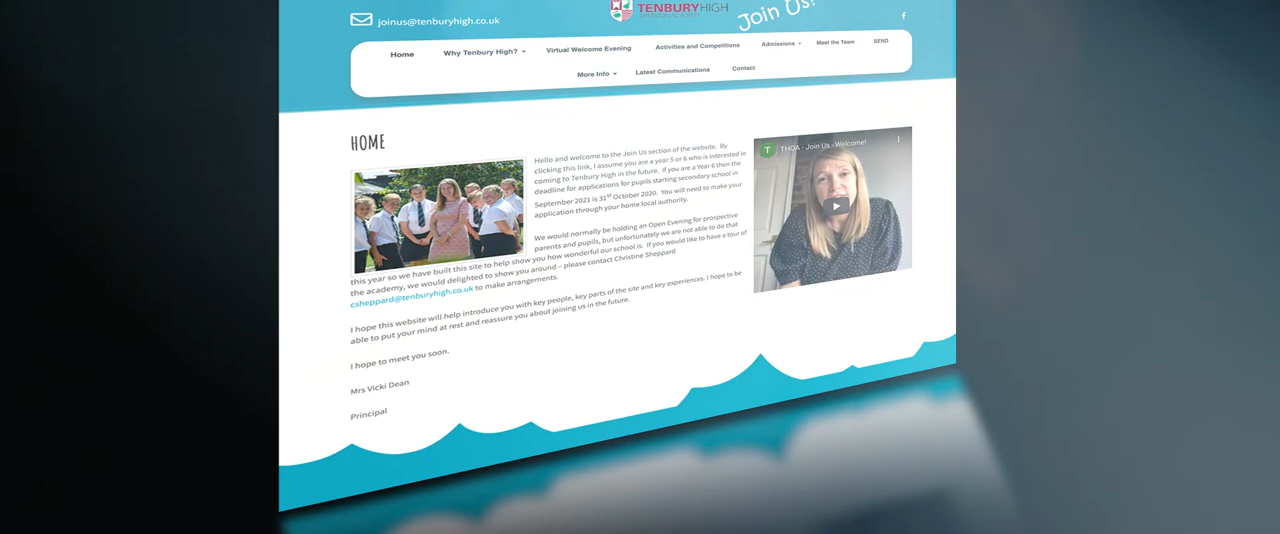 joinus@tenburyhigh.co.uk
TENBURYHIGH
ORMISTON ACADEMY
Join Us!
Home
Why Tenbury High?
Virtual Welcome Evening
Activities and Competitions
Admissions
Meet the Team
SEND
More Info
Latest Communications
Contact
HOME
Hello and welcome to the Join Us section of the website. By
clicking this link, I assume you are a year 5 or 6 who is interested in
coming to Tenbury High in the future. If you are a Year 6 then the
deadline for applications for pupils starting secondary school in
September 2021 is 31st October 2020. You will need to make your
application through your home local authority.
We would normally be holding an Open Evening for prospective
parents and pupils, but unfortunately we are not able to do that
this year so we have built this site to help show you how wonderful our school is. If you would like to have a tour of
the academy, we would delighted to show you around – please contact Christine Sheppard
csheppard@tenburyhigh.co.uk to make arrangements.
I hope this website will help introduce you with key people, key parts of the site and key experiences. I hope to be
able to put your mind at rest and reassure you about joining us in the future.
I hope to meet you soon.
Mrs Vicki Dean
Principal
T
THOA - Join Us - Welcome!